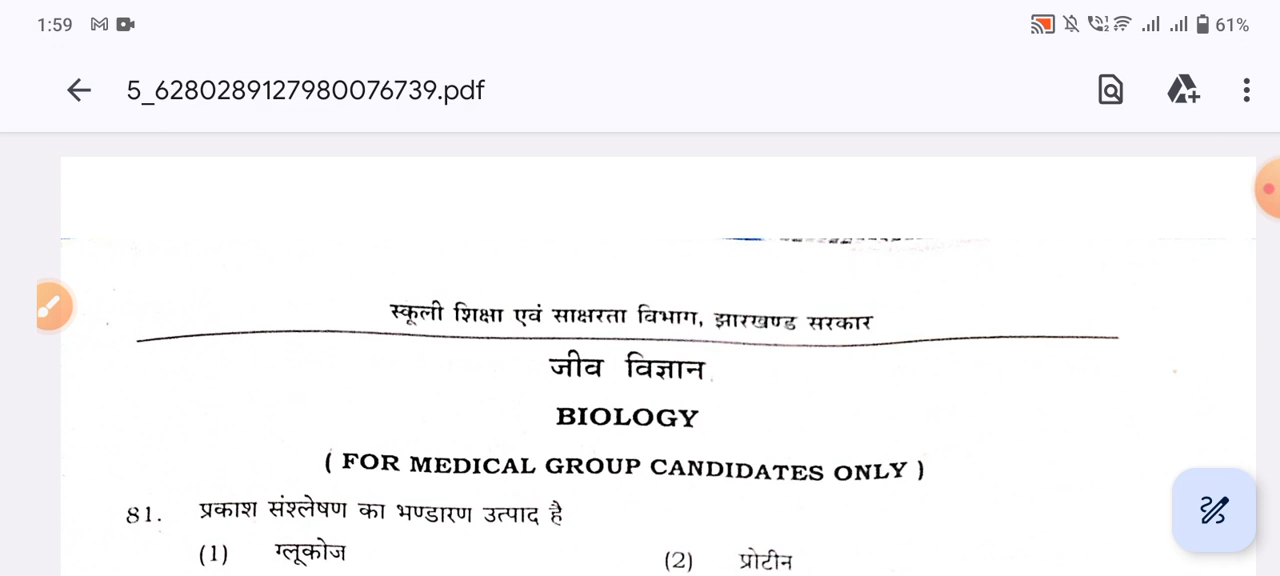 1:59 61%
5_6280289127980076739.pdf
स्कूली शिक्षा एवं साक्षरता विभाग, झारखण्ड सरकार
जीव विज्ञान
BIOLOGY
( FOR MEDICAL GROUP CANDIDATES ONLY )
81. प्रकाश संश्लेषण का भण्डारण उत्पाद है
(1) ग्लूकोज (2) प्रोटीन